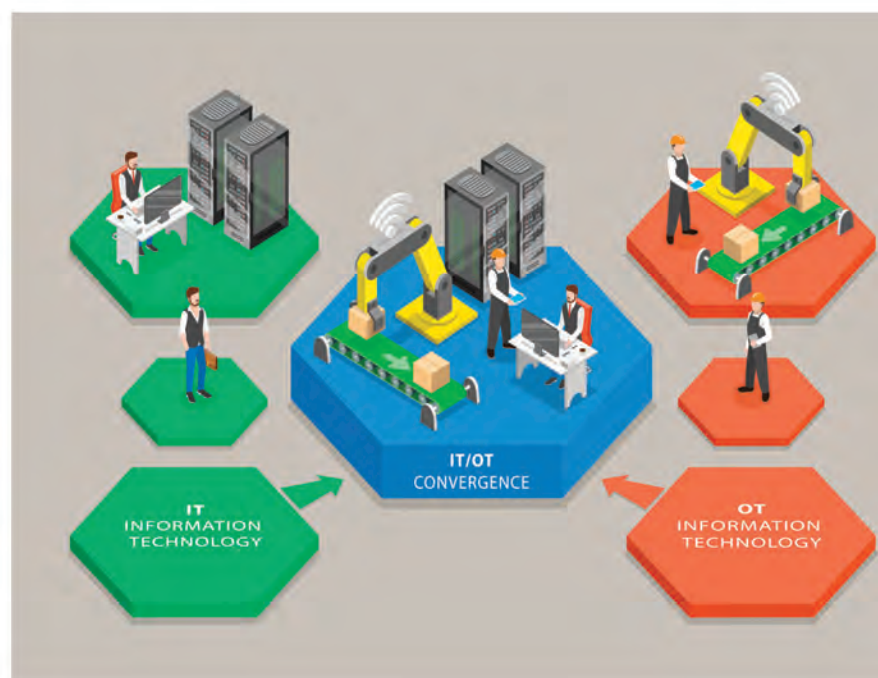 IT/OT
CONVERGENCE
IT
INFORMATION
TECHNOLOGY
OT
INFORMATION
TECHNOLOGY